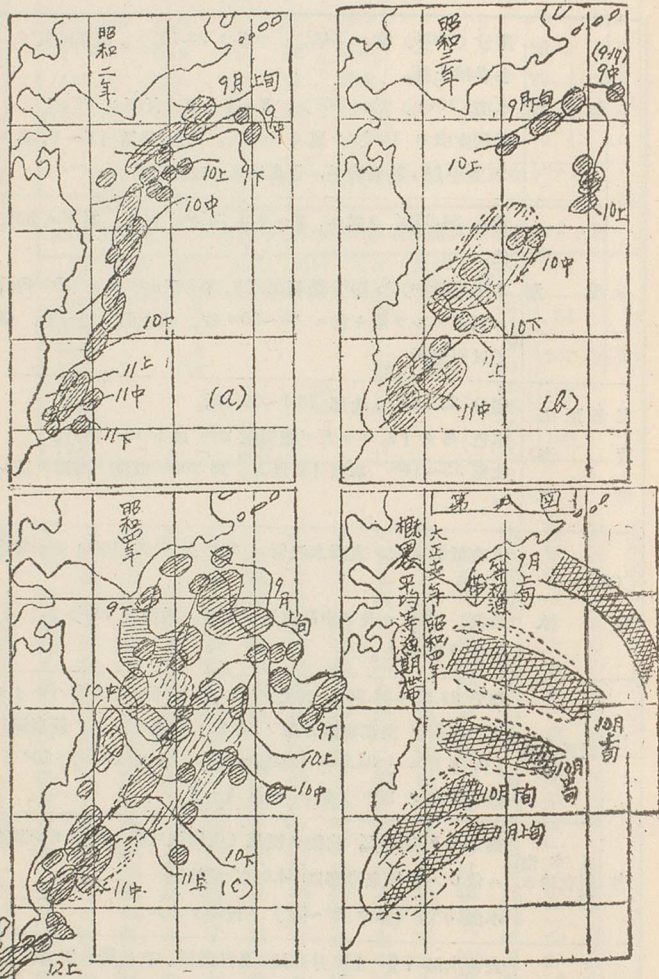 昭和二年
9月上旬
9中
9下
10上
10中
10下
11上
11中
11下
(a)
昭和三年
(9.19)
9中
9月上旬
10上
10上
10中
10下
11上
11中
(b)
昭和四年
9月上旬
9下
9下
10中
10上
10中
10下
11上
11中
12上
(c)
第八図
大正十五年—昭和四年
概略平均等漁期帯
等初漁帯
9月上旬
10月上旬
10月中旬
10月下旬
11月上旬